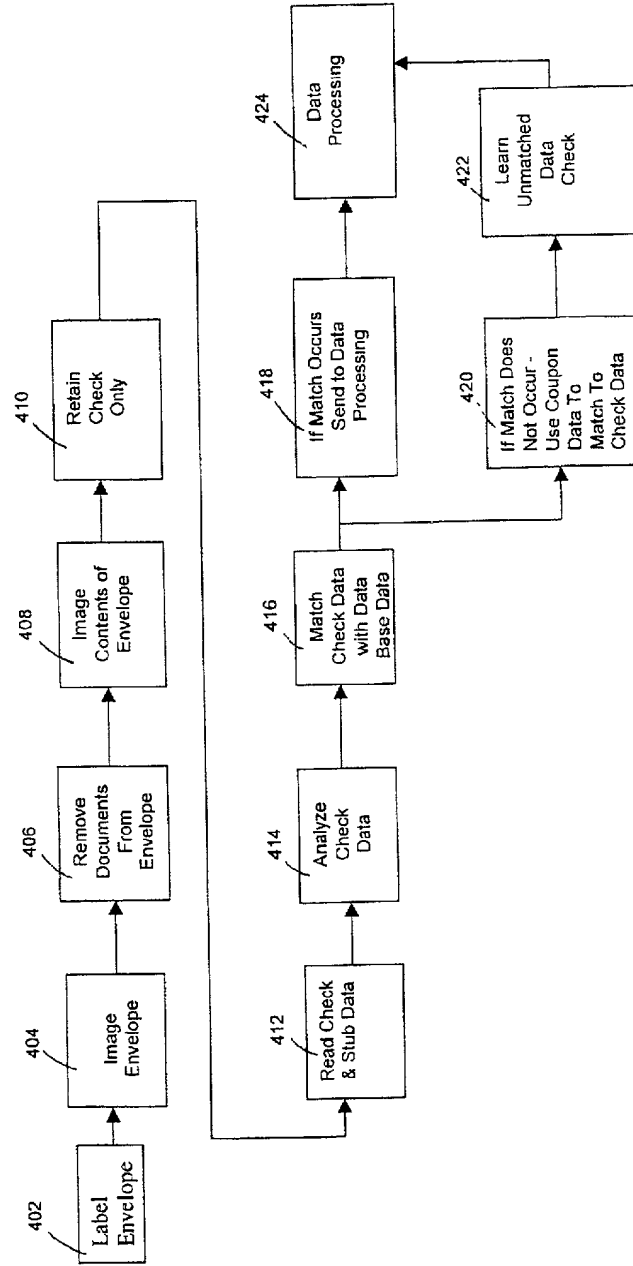 402
Label
Envelope
404
Image
Envelope
406
Remove
Documents
From
Envelope
408
Image
Contents of
Envelope
410
Retain
Check
Only
412
Read Check
& Stub Data
414
Analyze
Check
Data
416
Match
Check Data
with Data
Base Data
418
If Match Occurs
Send to Data
Processing
424
Data
Processing
420
If Match Does
Not Occur -
Use Coupon
Data To
Match To
Check Data
422
Learn
Unmatched
Data
Check